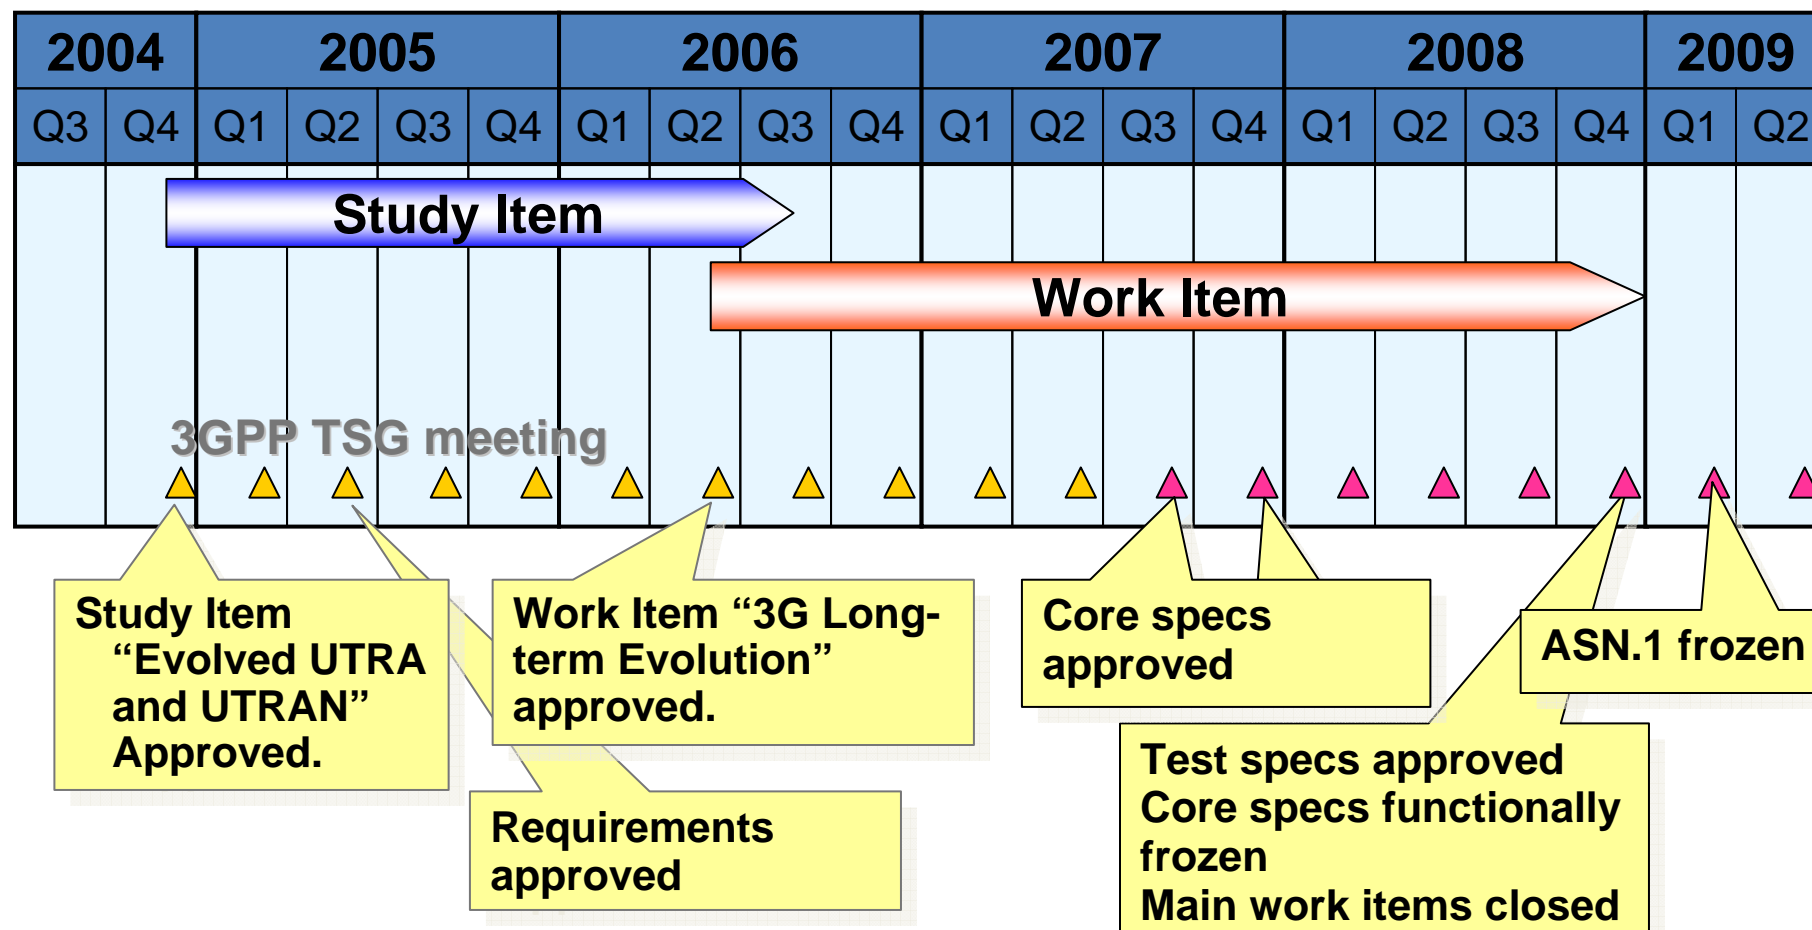 2004 2005 2006 2007 2008 2009
Q3 Q4 Q1 Q2 Q3 Q4 Q1 Q2 Q3 Q4 Q1 Q2 Q3 Q4 Q1 Q2 Q3 Q4 Q1 Q2
Study Item
Work Item
3GPP TSG meeting
Study Item
“Evolved UTRA
and UTRAN”
Approved.
Requirements
approved
Work Item “3G Long-
term Evolution”
approved.
Core specs
approved
Test specs approved
Core specs functionally
frozen
Main work items closed
ASN.1 frozen